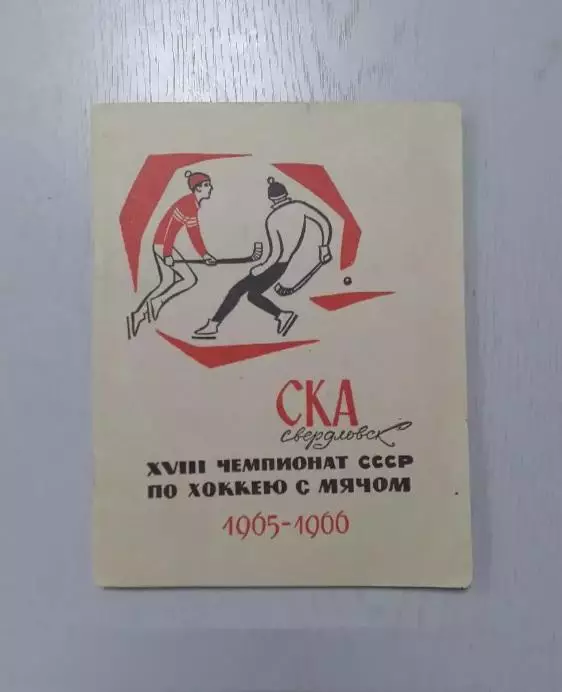 СКА
свердловск
XVIII ЧЕМПИОНАТ СССР
ПО ХОККЕЮ С МЯЧОМ
1965-1966